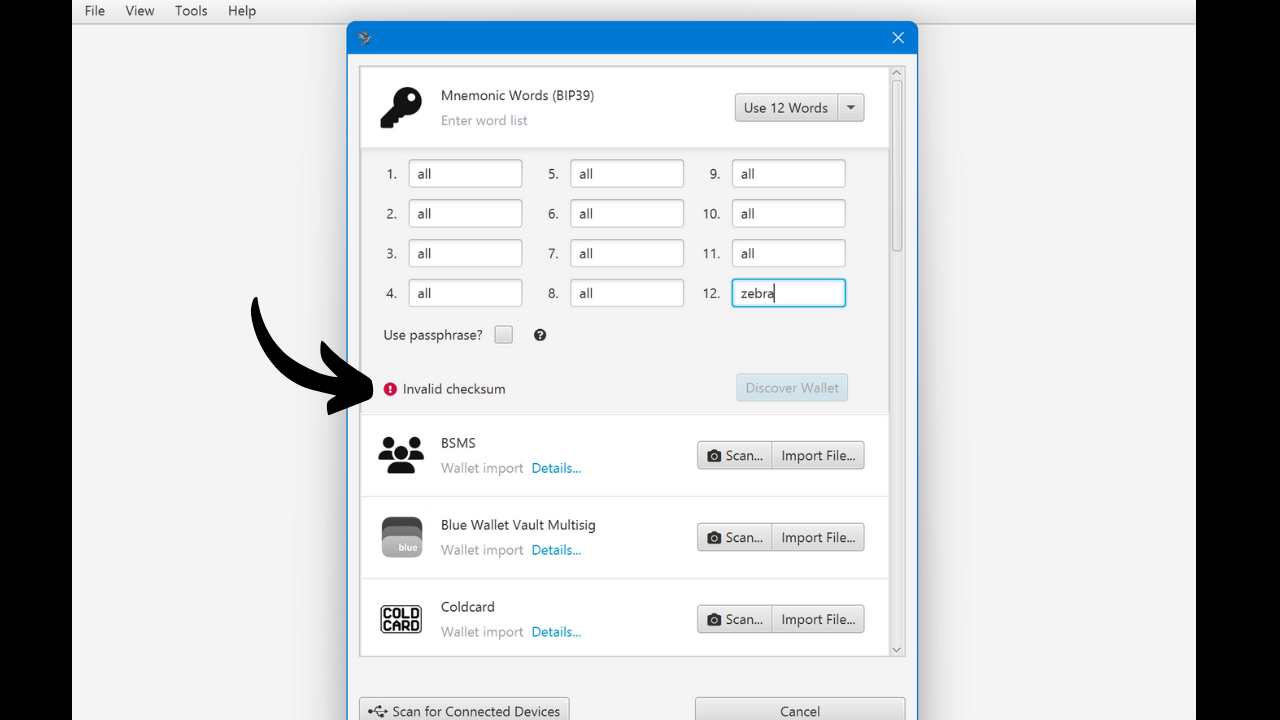 File View Tools Help
Mnemonic Words (BIP39)
Enter word list
Use 12 Words
1. all 5. all 9. all
2. all 6. all 10. all
3. all 7. all 11. all
4. all 8. all 12. zebra
Use passphrase? ?
! Invalid checksum
Discover Wallet
BSMS
Wallet import Details...
Scan... Import File...
blue
Blue Wallet Vault Multisig
Wallet import Details...
Scan... Import File...
COLD
CARD
Coldcard
Wallet import Details...
Scan... Import File...
Scan for Connected Devices
Cancel